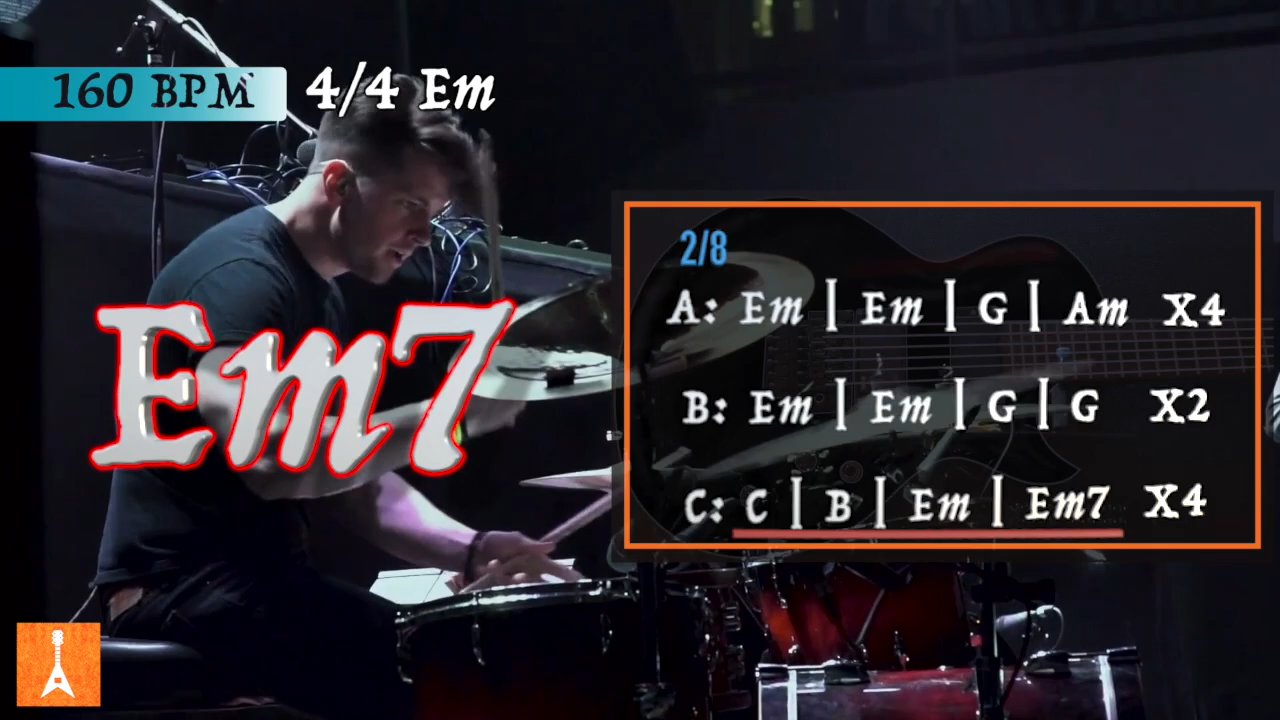 160 BPM 4/4 Em
Em7
2/8
A: Em | Em | G | Am X4
B: Em | Em | G | G X2
C: C | B | Em | Em7 X4